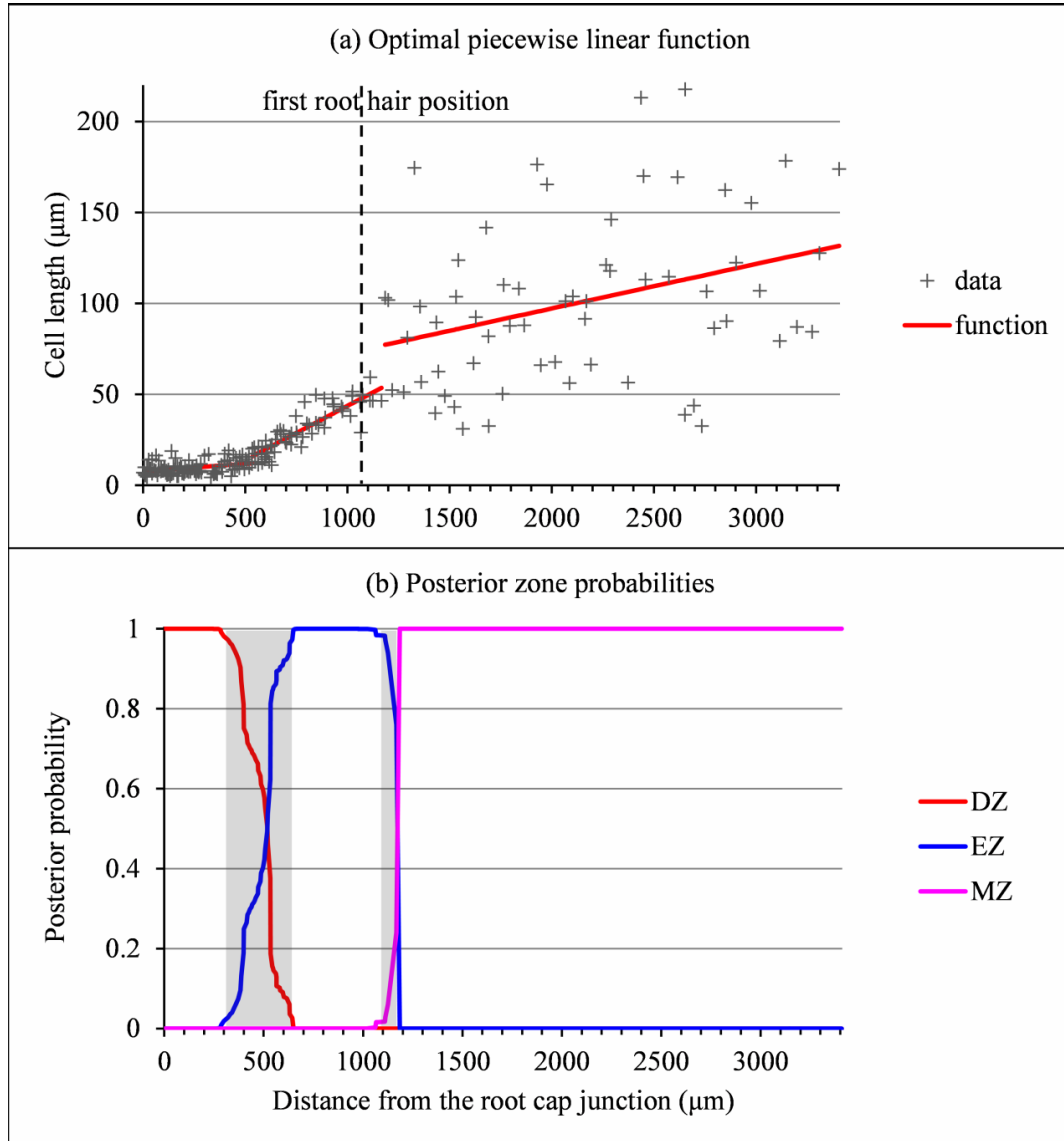 (a) Optimal piecewise linear function
first root hair position
200
150
100
50
0
Cell length (μm)
0 500 1000 1500 2000 2500 3000
data
function
(b) Posterior zone probabilities
1
0.8
0.6
0.4
0.2
0
Posterior probability
0 500 1000 1500 2000 2500 3000
Distance from the root cap junction (μm)
DZ
EZ
MZ